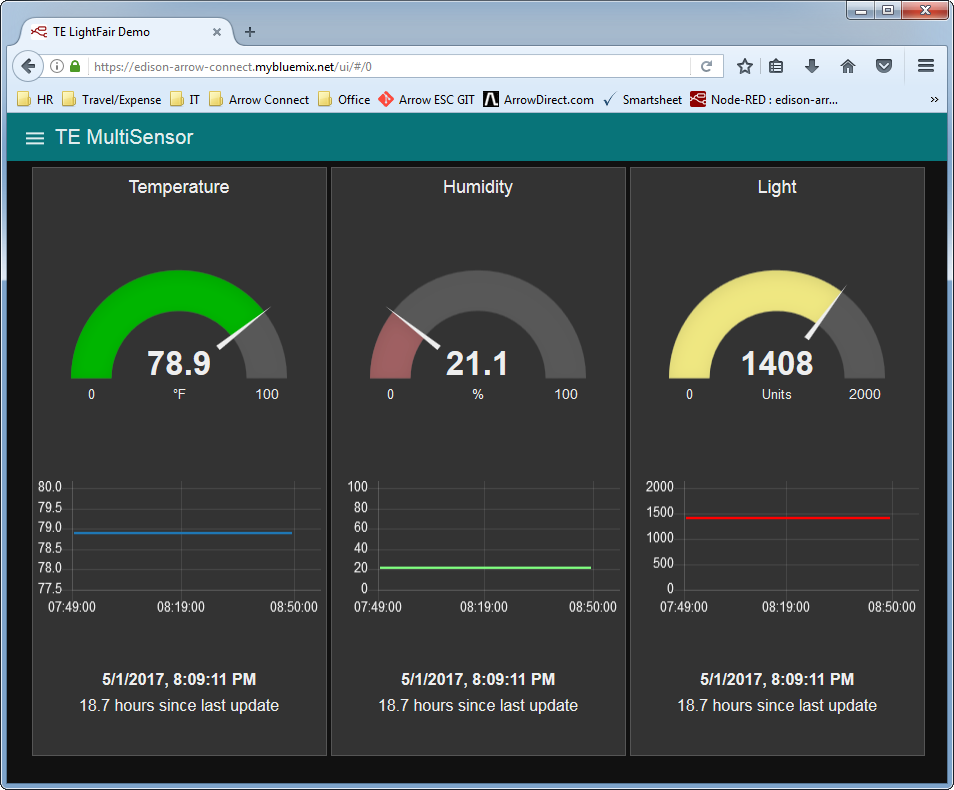 TE LightFair Demo
https://edison-arrow-connect.mybluemix.net/ui/#/0
HR Travel/Expense IT Arrow Connect Office Arrow ESC GIT ArrowDirect.com Smartsheet Node-RED : edison-arr...
TE MultiSensor
Temperature
78.9
0 °F 100
80.0
79.5
79.0
78.5
78.0
77.5
07:49:00 08:19:00 08:50:00
5/1/2017, 8:09:11 PM
18.7 hours since last update
Humidity
21.1
0 % 100
100
80
60
40
20
0
07:49:00 08:19:00 08:50:00
5/1/2017, 8:09:11 PM
18.7 hours since last update
Light
1408
0 Units 2000
2000
1500
1000
500
0
07:49:00 08:19:00 08:50:00
5/1/2017, 8:09:11 PM
18.7 hours since last update